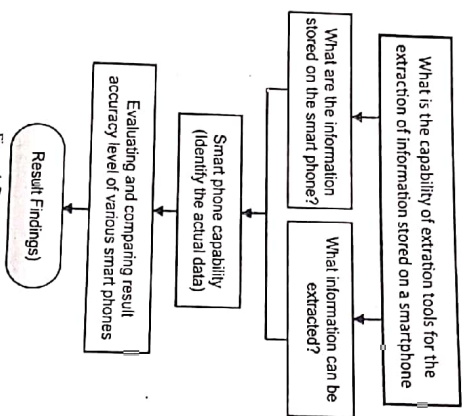 What is the capability of extration tools for the
extraction of information stored on a smartphone
What are the information
stored on the smart phone?
What information can be
extracted?
Smart phone capability
(Identify the actual data)
Evaluating and comparing result
accuracy level of various smart phones
Result Findings)